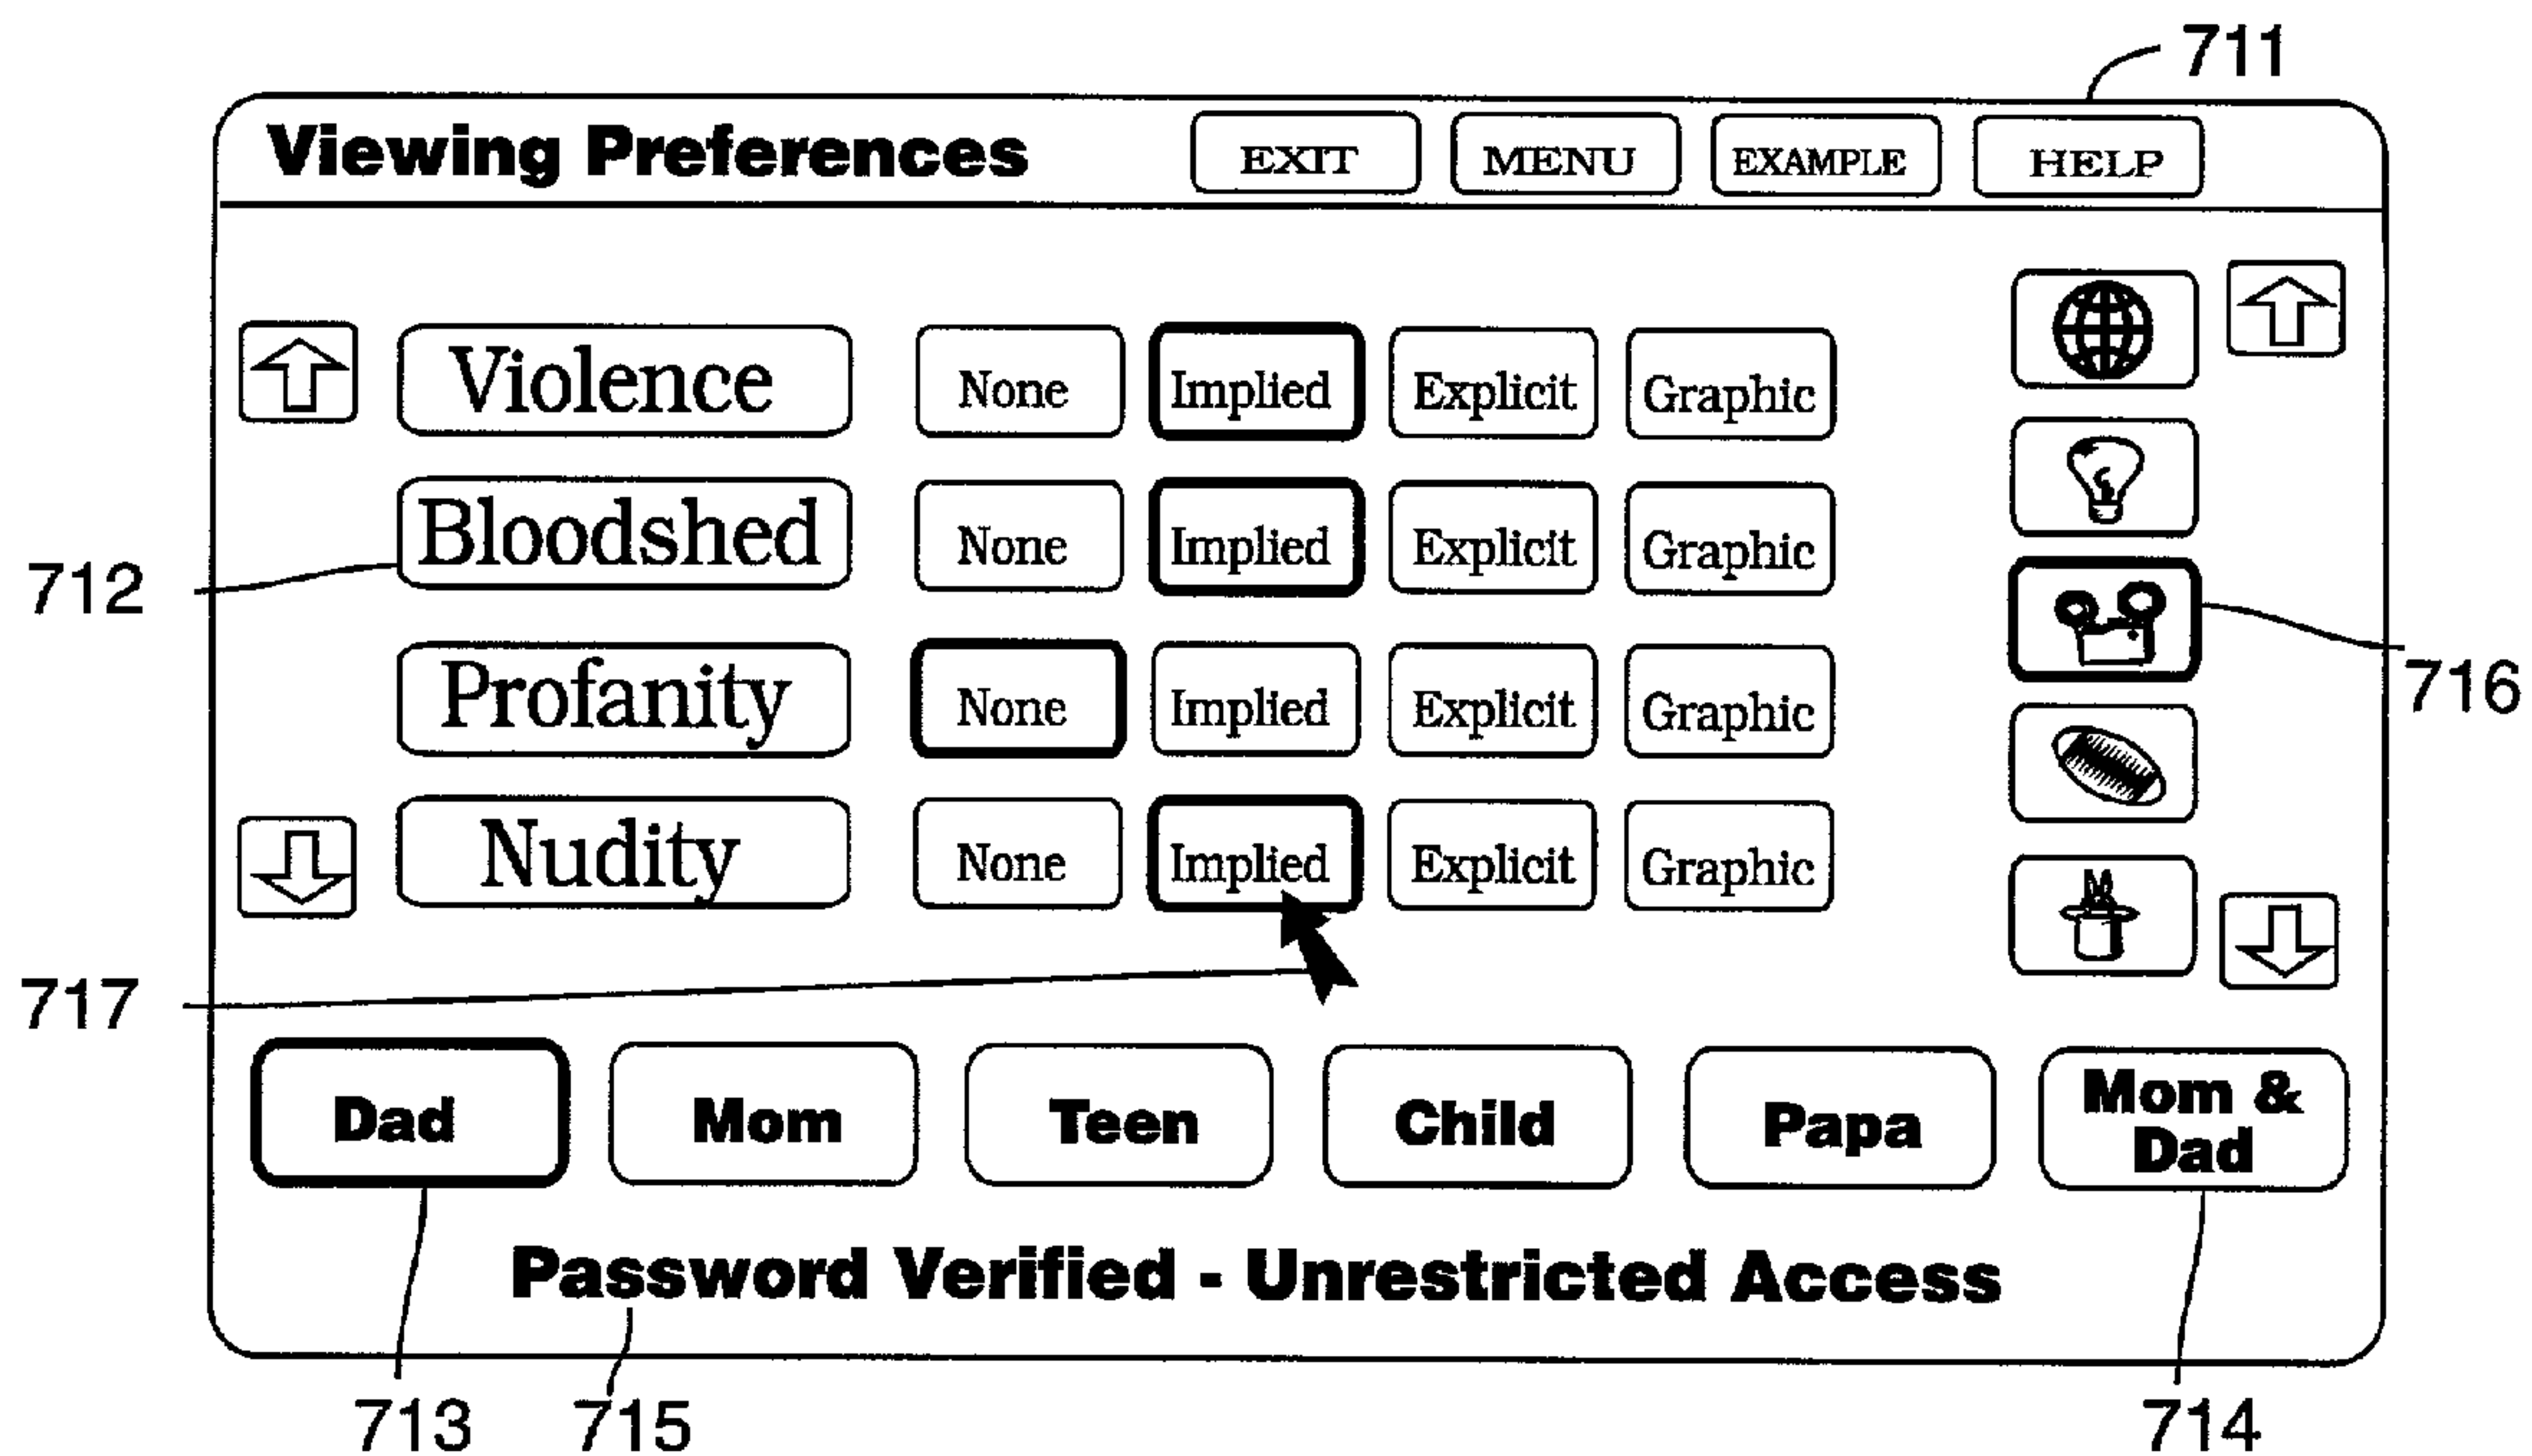 711
Viewing Preferences EXIT MENU EXAMPLE HELP
Violence None Implied Explicit Graphic
Bloodshed None Implied Explicit Graphic
712
Profanity None Implied Explicit Graphic
716
Nudity None Implied Explicit Graphic
717
Dad Mom Teen Child Papa Mom &
Dad
Password Verified - Unrestricted Access
713 715 714